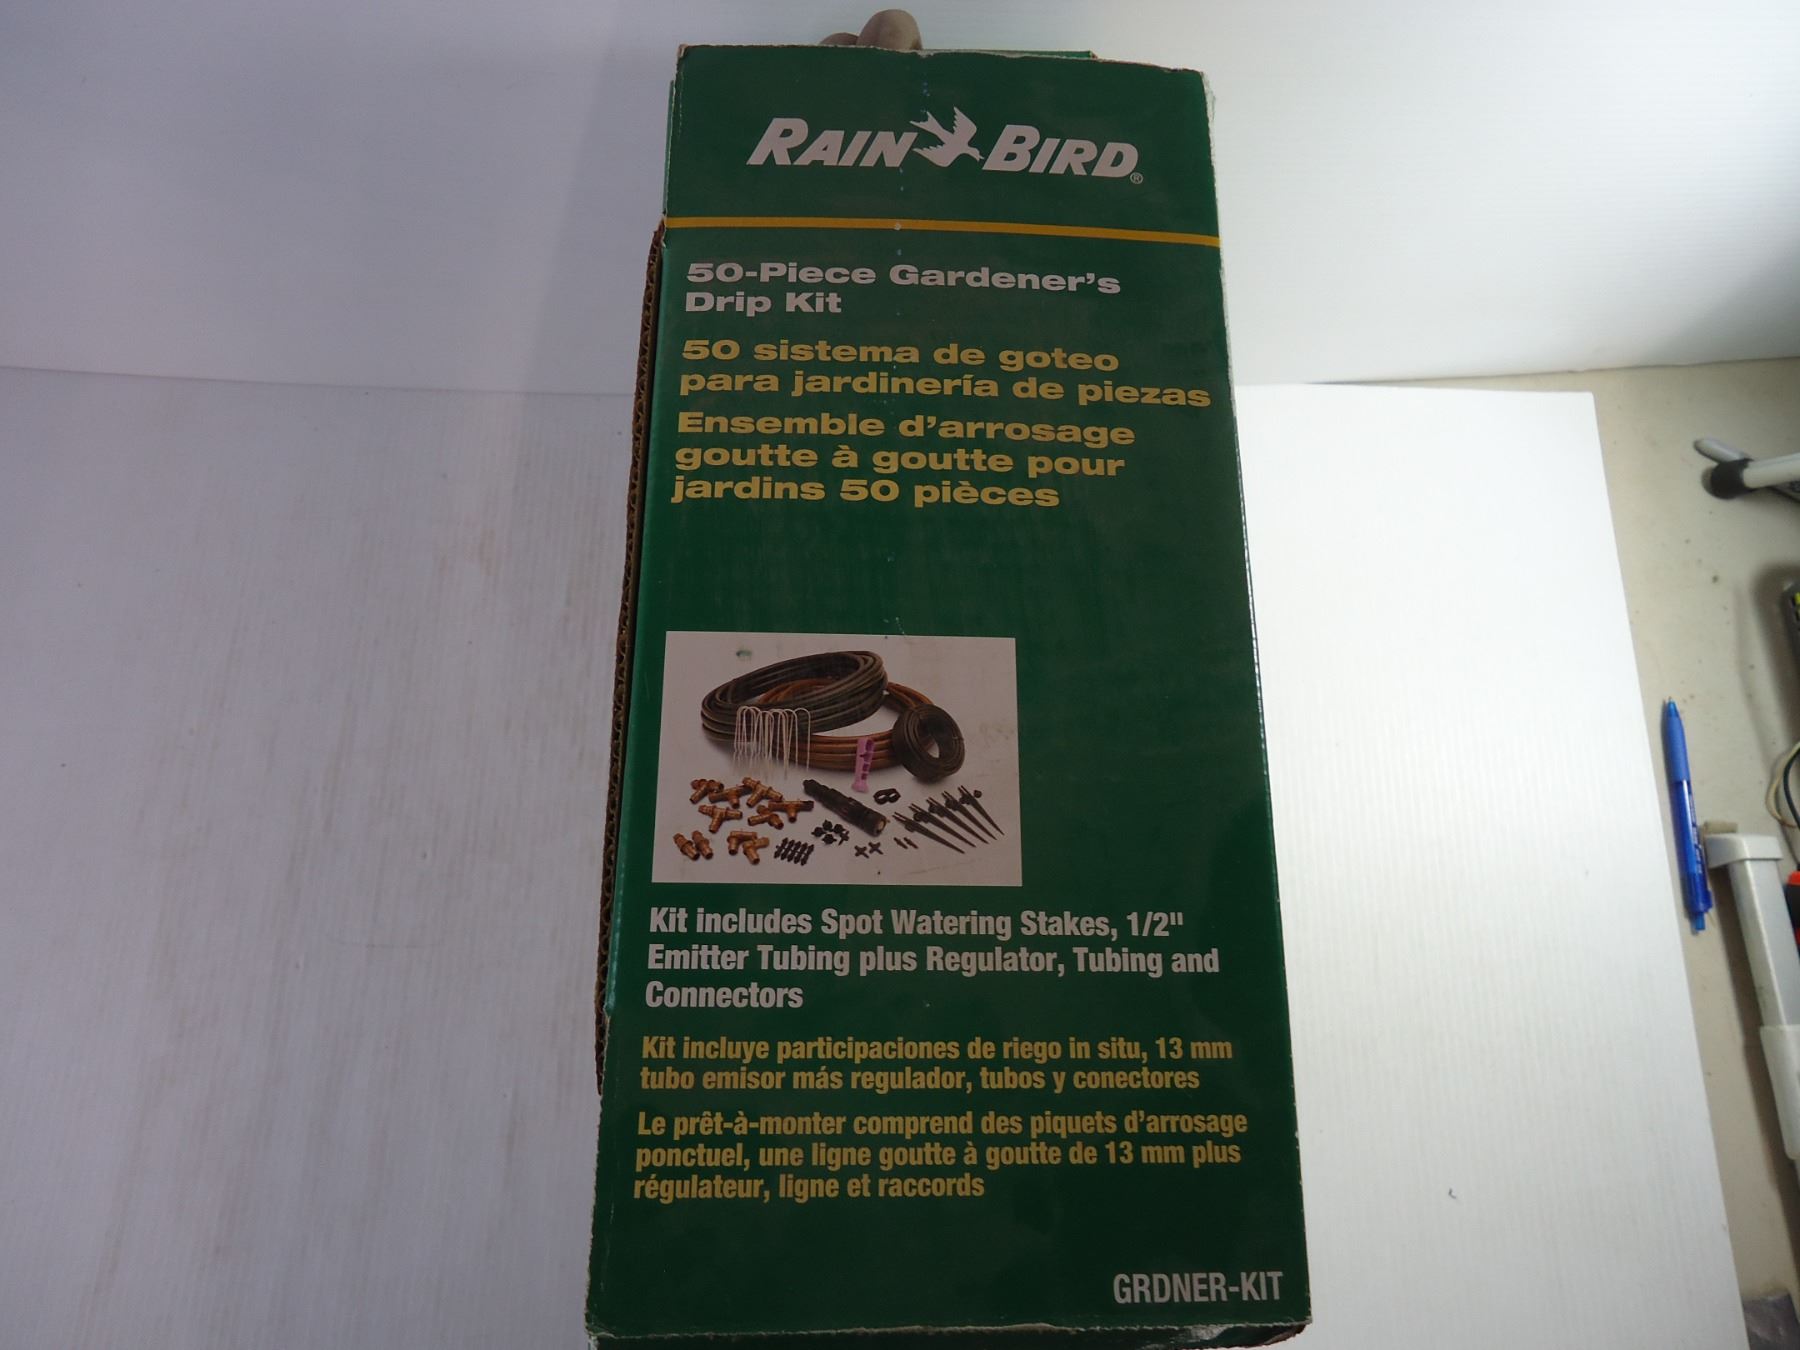 RAIN BIRD®
50-Piece Gardener's
Drip Kit
50 sistema de goteo
para jardinería de piezas
Ensemble d'arrosage
goutte à goutte pour
jardins 50 pièces
Kit includes Spot Watering Stakes, 1/2"
Emitter Tubing plus Regulator, Tubing and
Connectors
Kit incluye participaciones de riego in situ, 13 mm
tubo emisor más regulador, tubos y conectores
Le prêt-à-monter comprend des piquets d'arrosage
ponctuel, une ligne goutte à goutte de 13 mm plus
régulateur, ligne et raccords
GRDNER-KIT